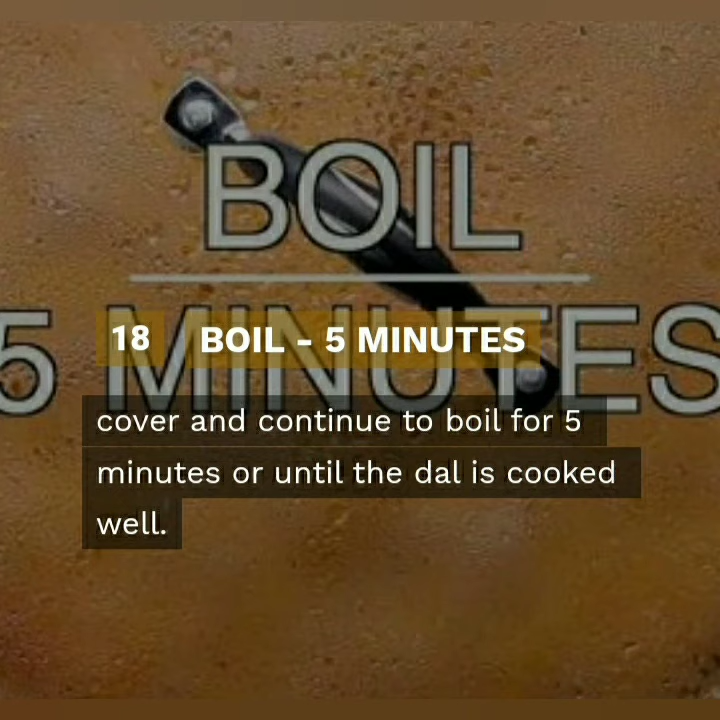 BOIL
5 MINUTES
18 BOIL - 5 MINUTES
cover and continue to boil for 5
minutes or until the dal is cooked
well.